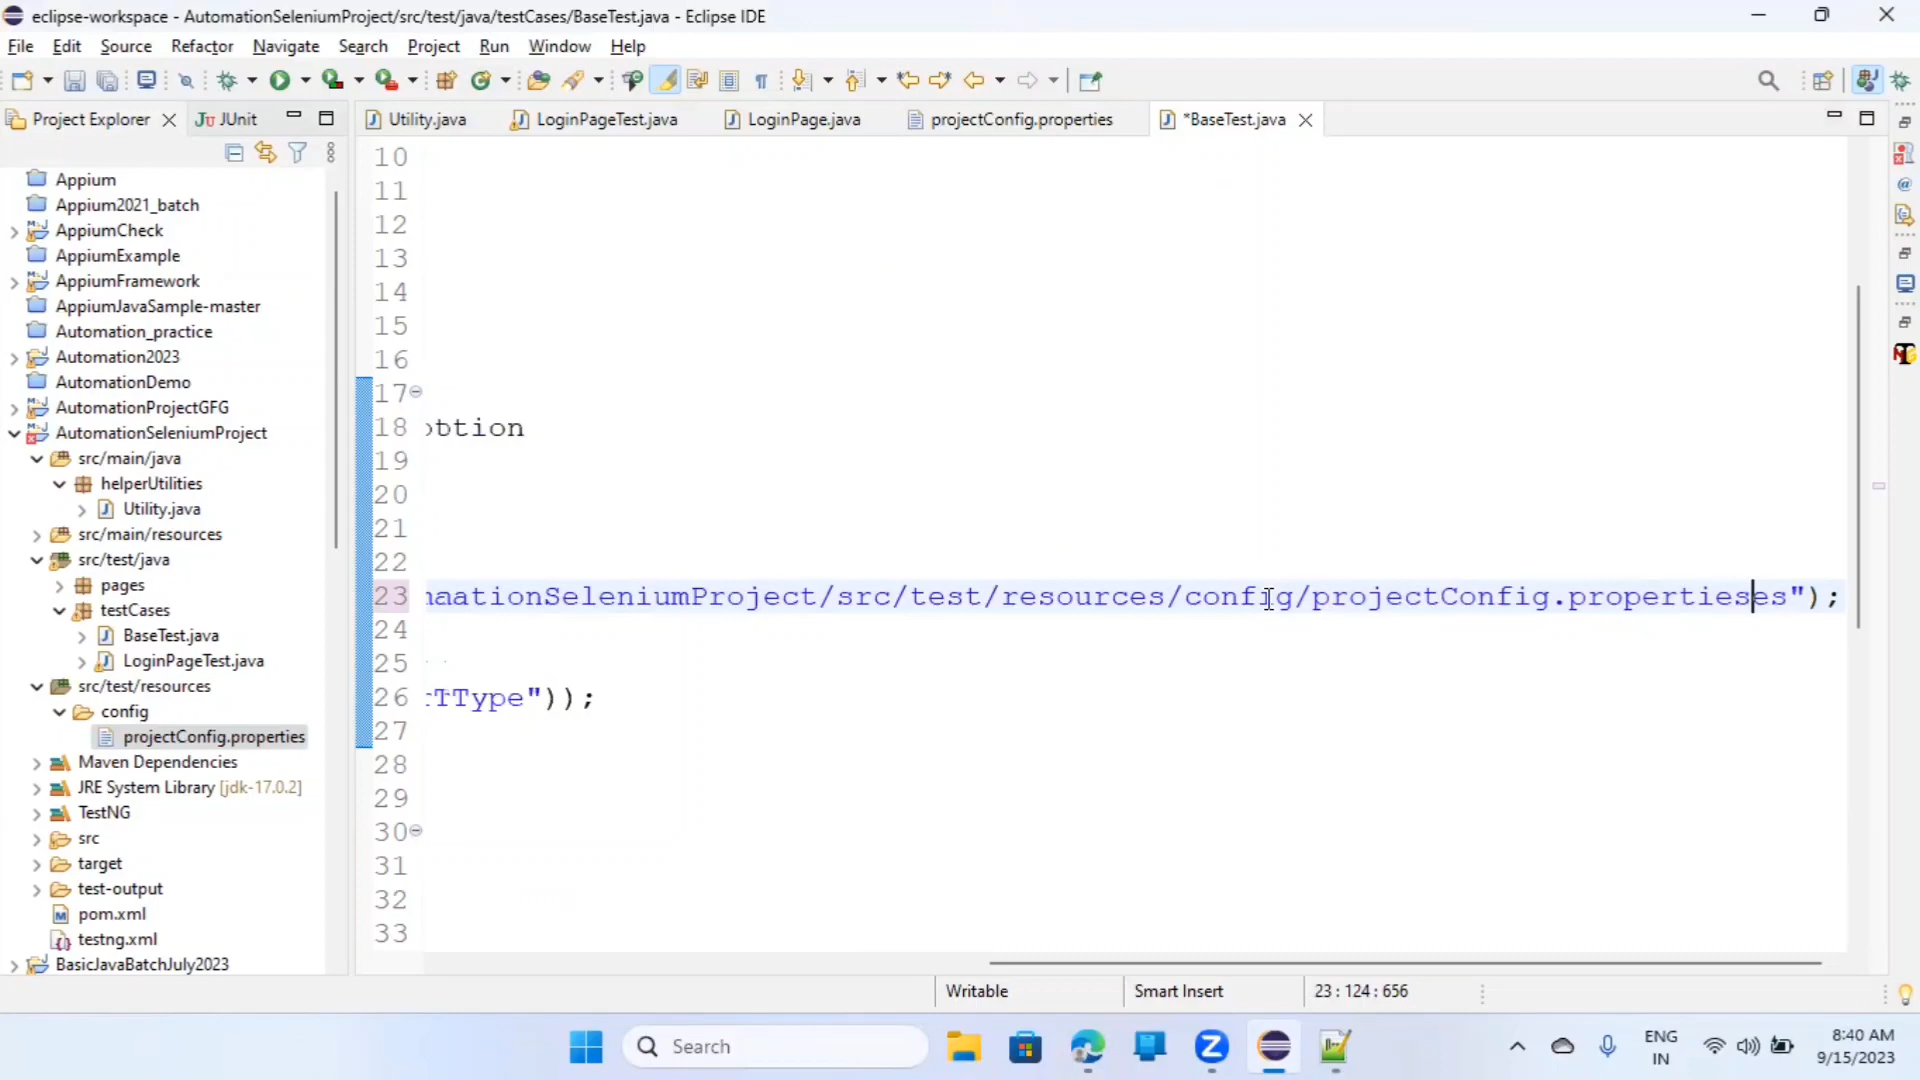 eclipse-workspace - AutomationSeleniumProject/src/test/java/testCases/BaseTest.java - Eclipse IDE
File Edit Source Refactor Navigate Search Project Run Window Help
Project Explorer
JUnit
Utility.java
LoginPageTest.java
LoginPage.java
projectConfig.properties
*BaseTest.java
Appium
Appium2021_batch
AppiumCheck
AppiumExample
AppiumFramework
AppiumJavaSample-master
Automation_practice
Automation2023
AutomationDemo
AutomationProjectGFG
AutomationSeleniumProject
src/main/java
helperUtilities
Utility.java
src/main/resources
src/test/java
pages
testCases
BaseTest.java
LoginPageTest.java
src/test/resources
config
projectConfig.properties
Maven Dependencies
JRE System Library [jdk-17.0.2]
TestNG
src
target
test-output
pom.xml
testng.xml
BasicJavaBatchJuly2023
10
11
12
13
14
15
16
17
18
19
20
21
22
23 ationSeleniumProject/src/test/resources/config/projectConfig.propertieses");
24
25
26 Type"));
27
28
29
30
31
32
33
Writable
Smart Insert
23 : 124 : 656
Search
ENG
IN
8:40 AM
9/15/2023